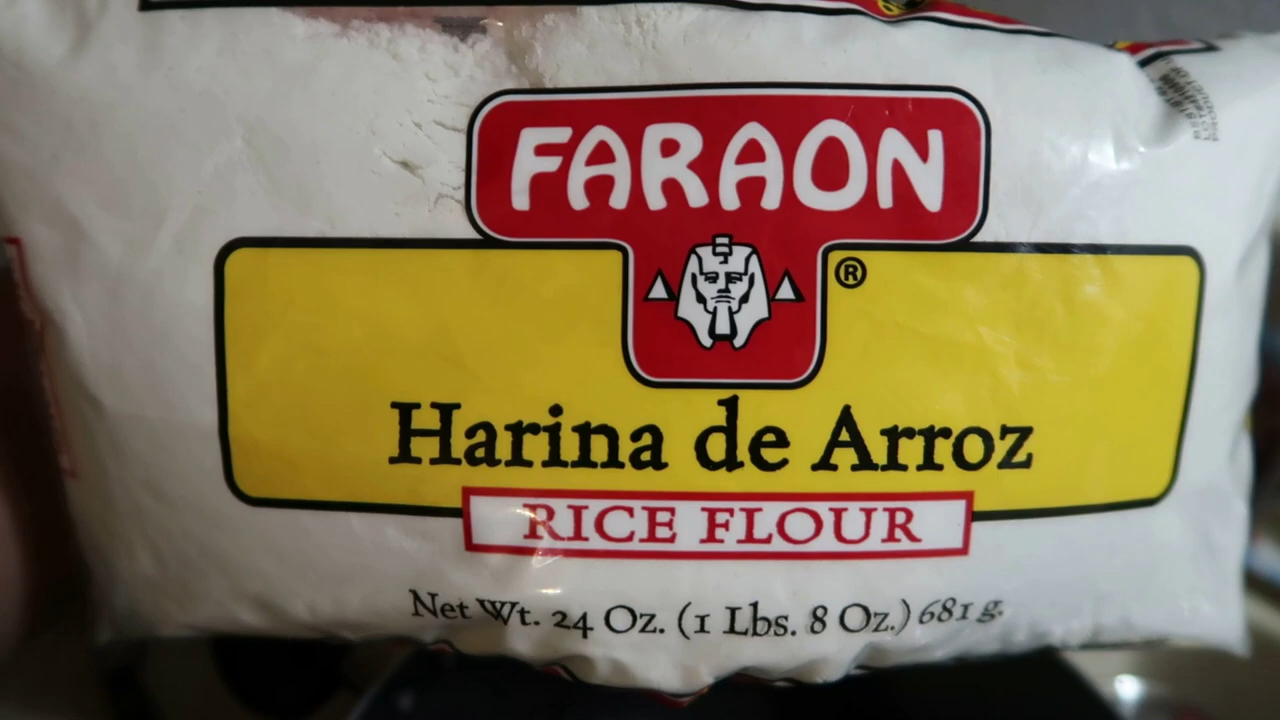 FARAON
®
Harina de Arroz
RICE FLOUR
Net Wt. 24 Oz. (1 Lbs. 8 Oz.) 681 g.